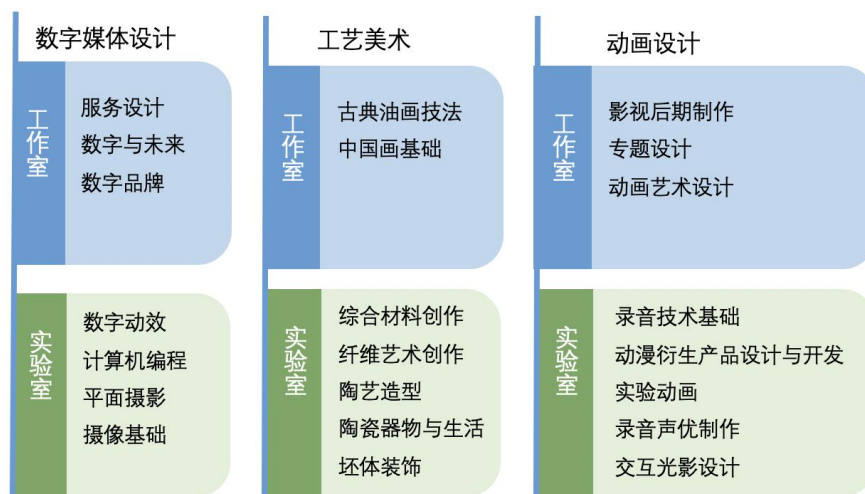 数字媒体设计
工作室
服务设计
数字与未来
数字品牌
实验室
数字动效
计算机编程
平面摄影
摄像基础
工艺美术
工作室
古典油画技法
中国画基础
实验室
综合材料创作
纤维艺术创作
陶艺造型
陶瓷器物与生活
坯体装饰
动画设计
工作室
影视后期制作
专题设计
动画艺术设计
实验室
录音技术基础
动漫衍生产品设计与开发
实验动画
录音声优制作
交互光影设计